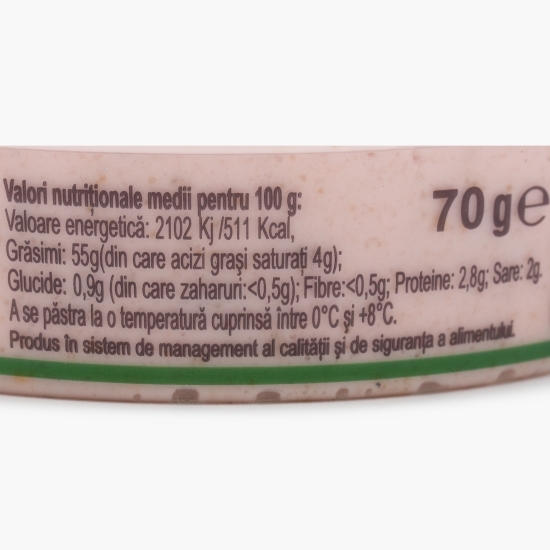 Valori nutriționale medii pentru 100 g:
70 g e
Valoare energetică: 2102 Kj /511 Kcal,
Grăsimi: 55g(din care acizi grași saturați 4g);
Glucide: 0,9g (din care zaharuri:<0,5g); Fibre:<0,5g; Proteine: 2,8g; Sare: 2g.
A se păstra la o temperatură cuprinsă între 0°C și +8°C.
Produs în sistem de management al calității și de siguranța a alimentului.